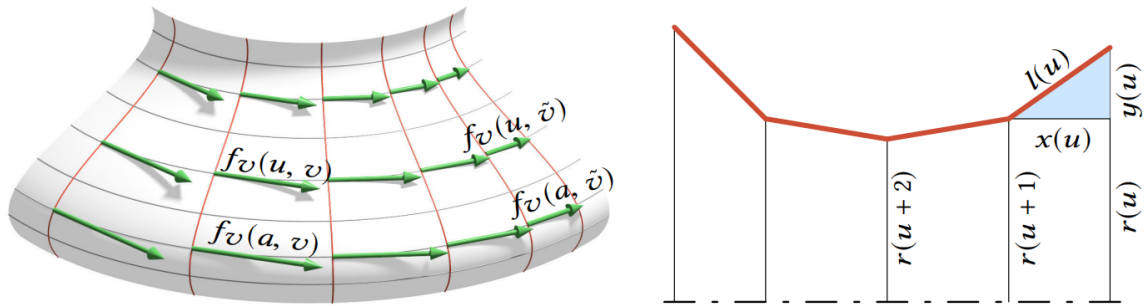 f_v(u, ṽ)
f_v(u, v)
f_v(a, ṽ)
f_v(a, v)
l(u)
y(u)
x(u)
r(u + 2)
r(u + 1)
r(u)